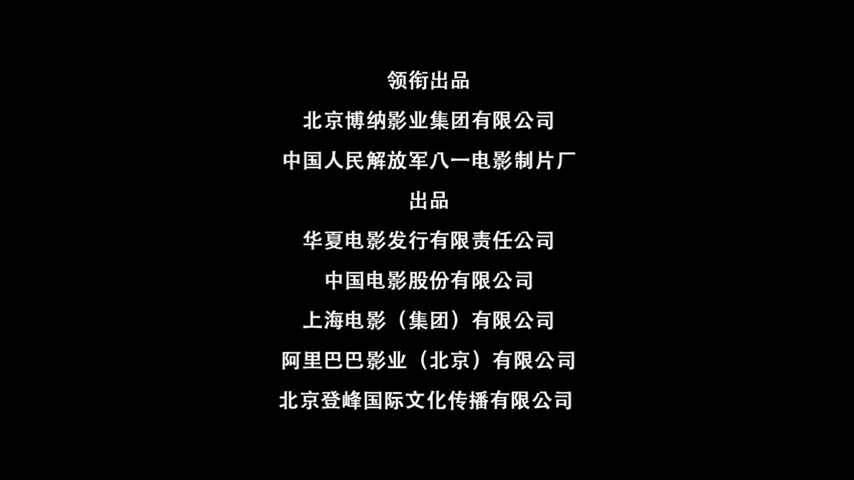 领衔出品
北京博纳影业集团有限公司
中国人民解放军八一电影制片厂
出品
华夏电影发行有限责任公司
中国电影股份有限公司
上海电影（集团）有限公司
阿里巴巴影业（北京）有限公司
北京登峰国际文化传播有限公司